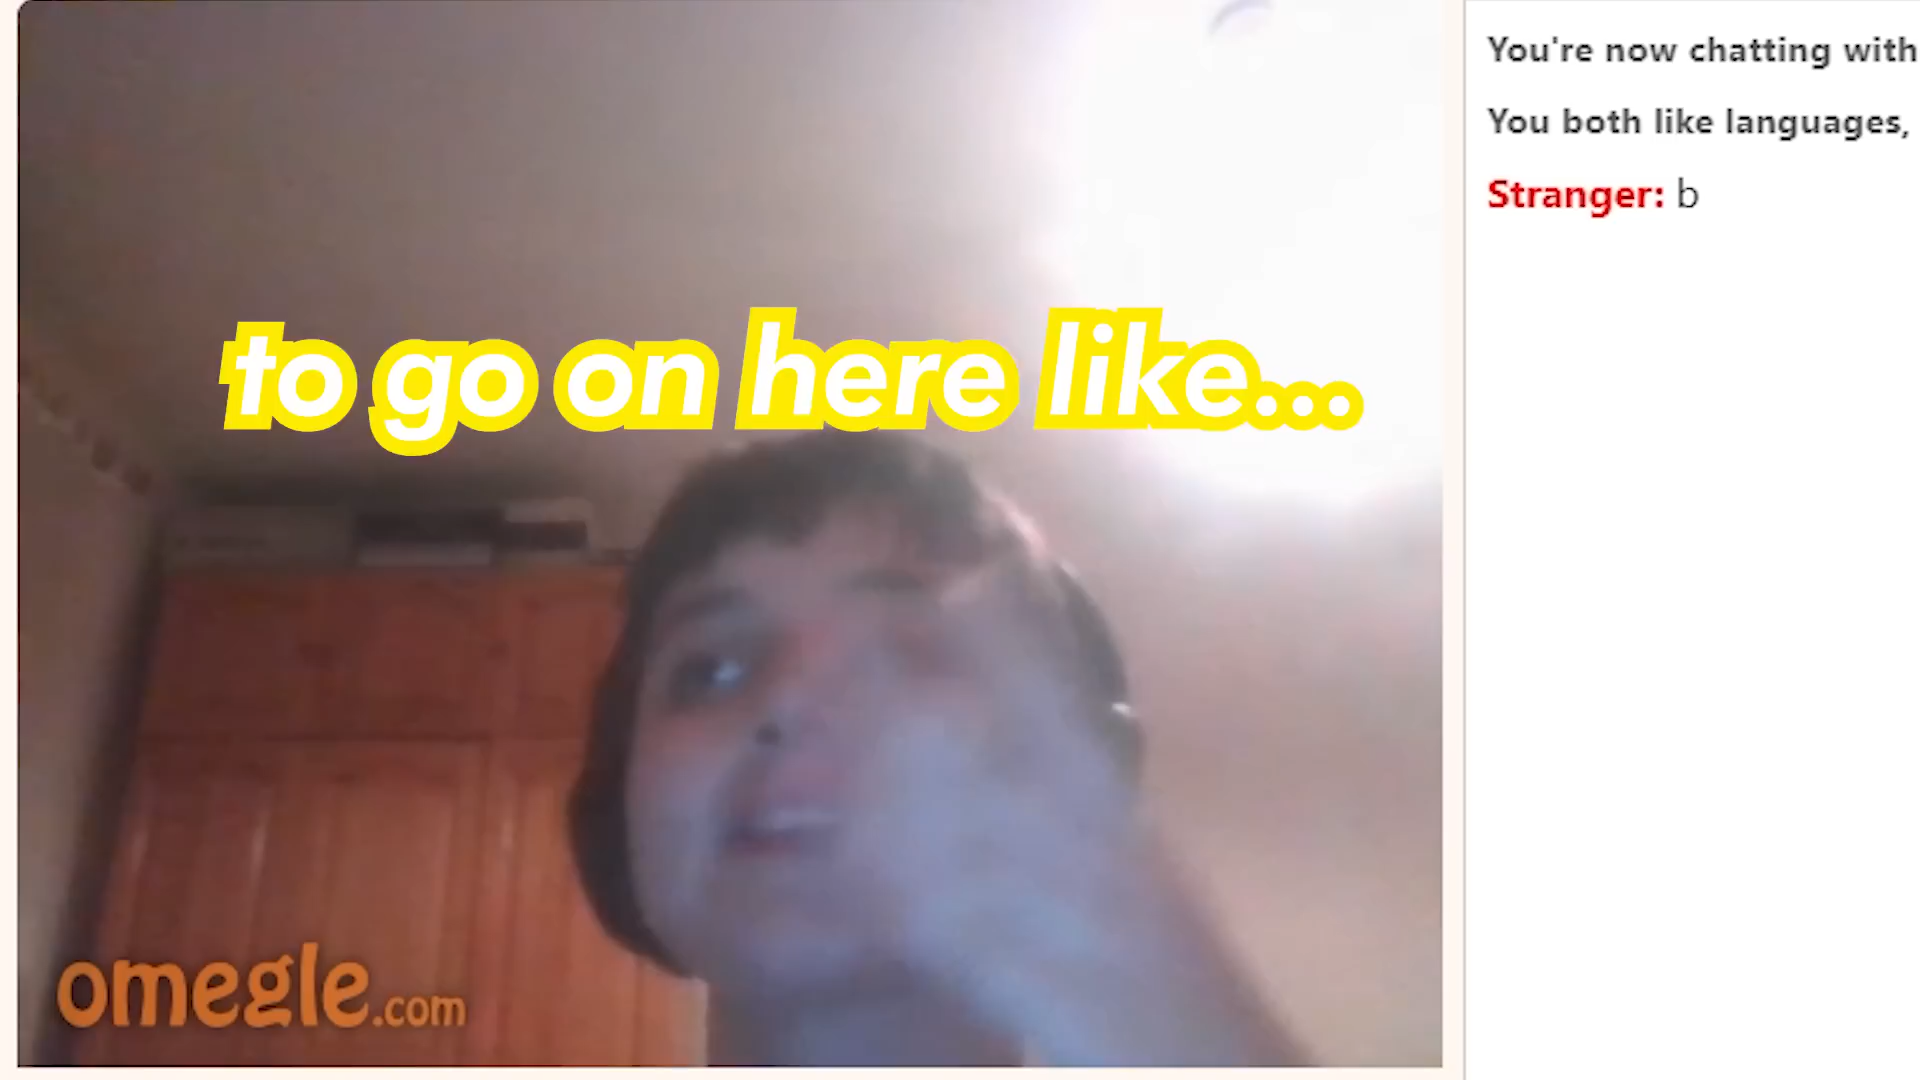 You're now chatting with
You both like languages,
Stranger: b
to go on here like...
omegle.com